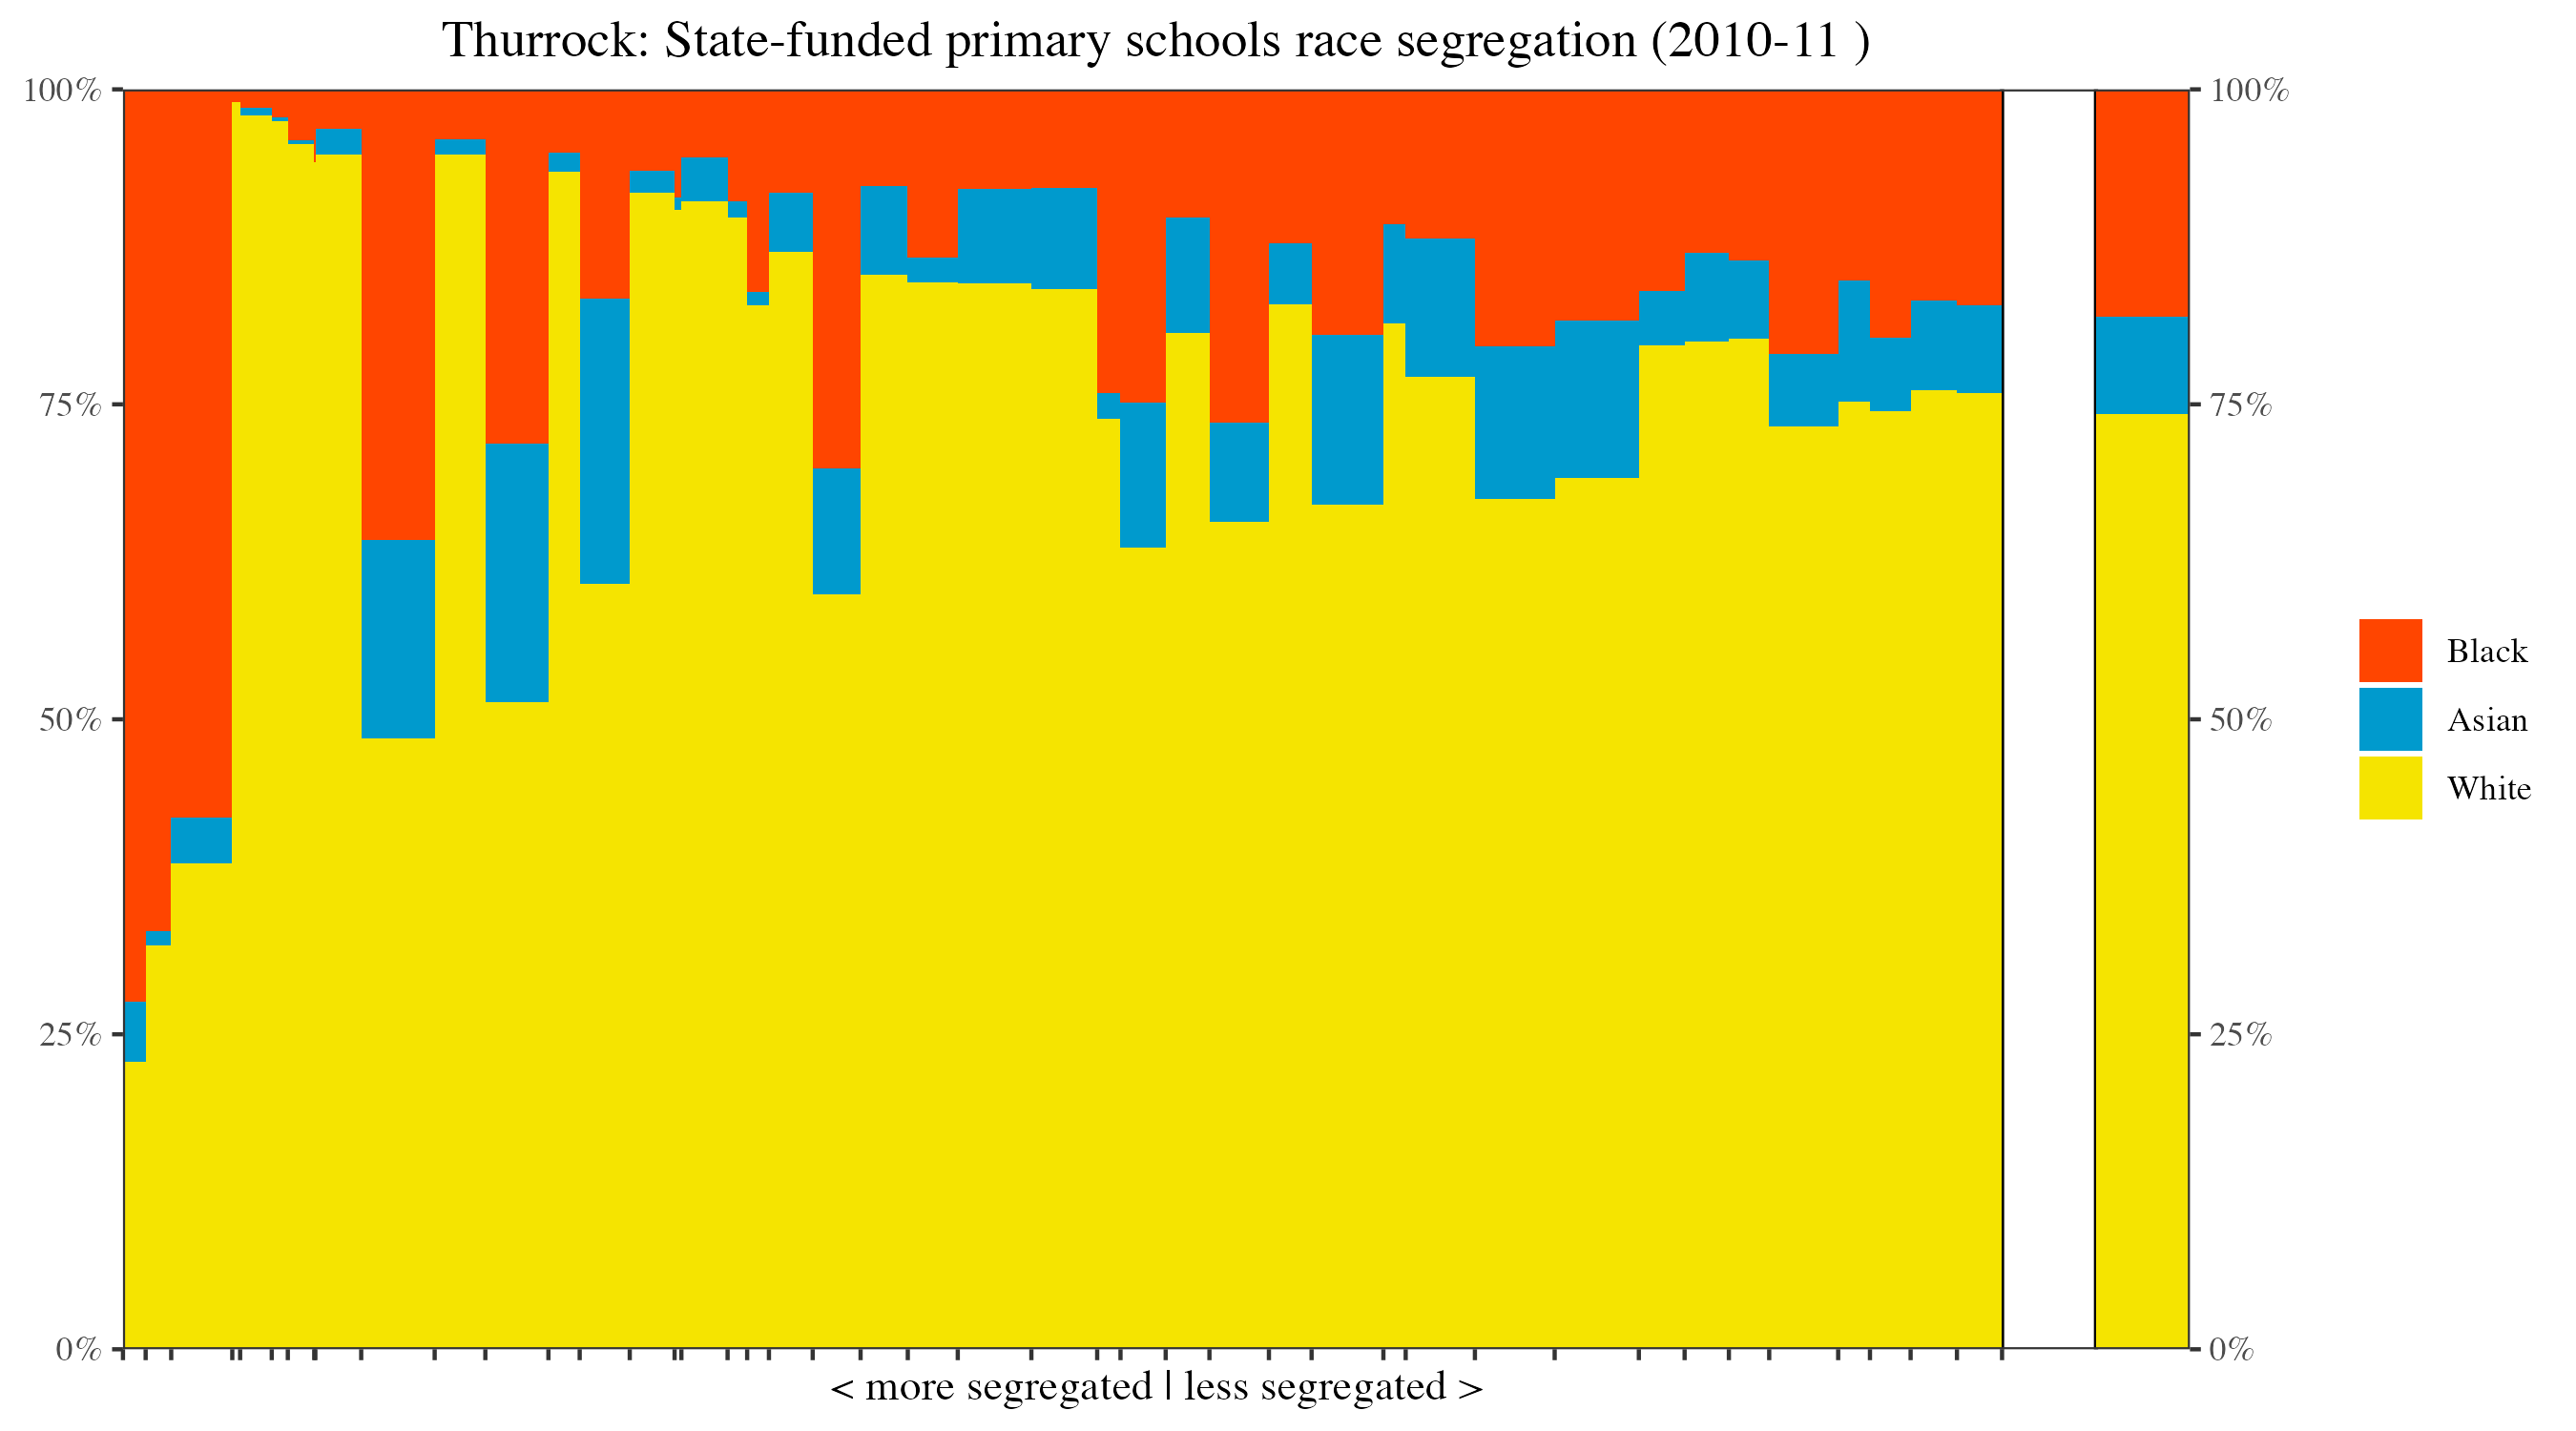 Thurrock: State-funded primary schools race segregation (2010-11 )
100%
75%
50%
25%
0%
100%
75%
50%
25%
0%
Black
Asian
White
< more segregated | less segregated >